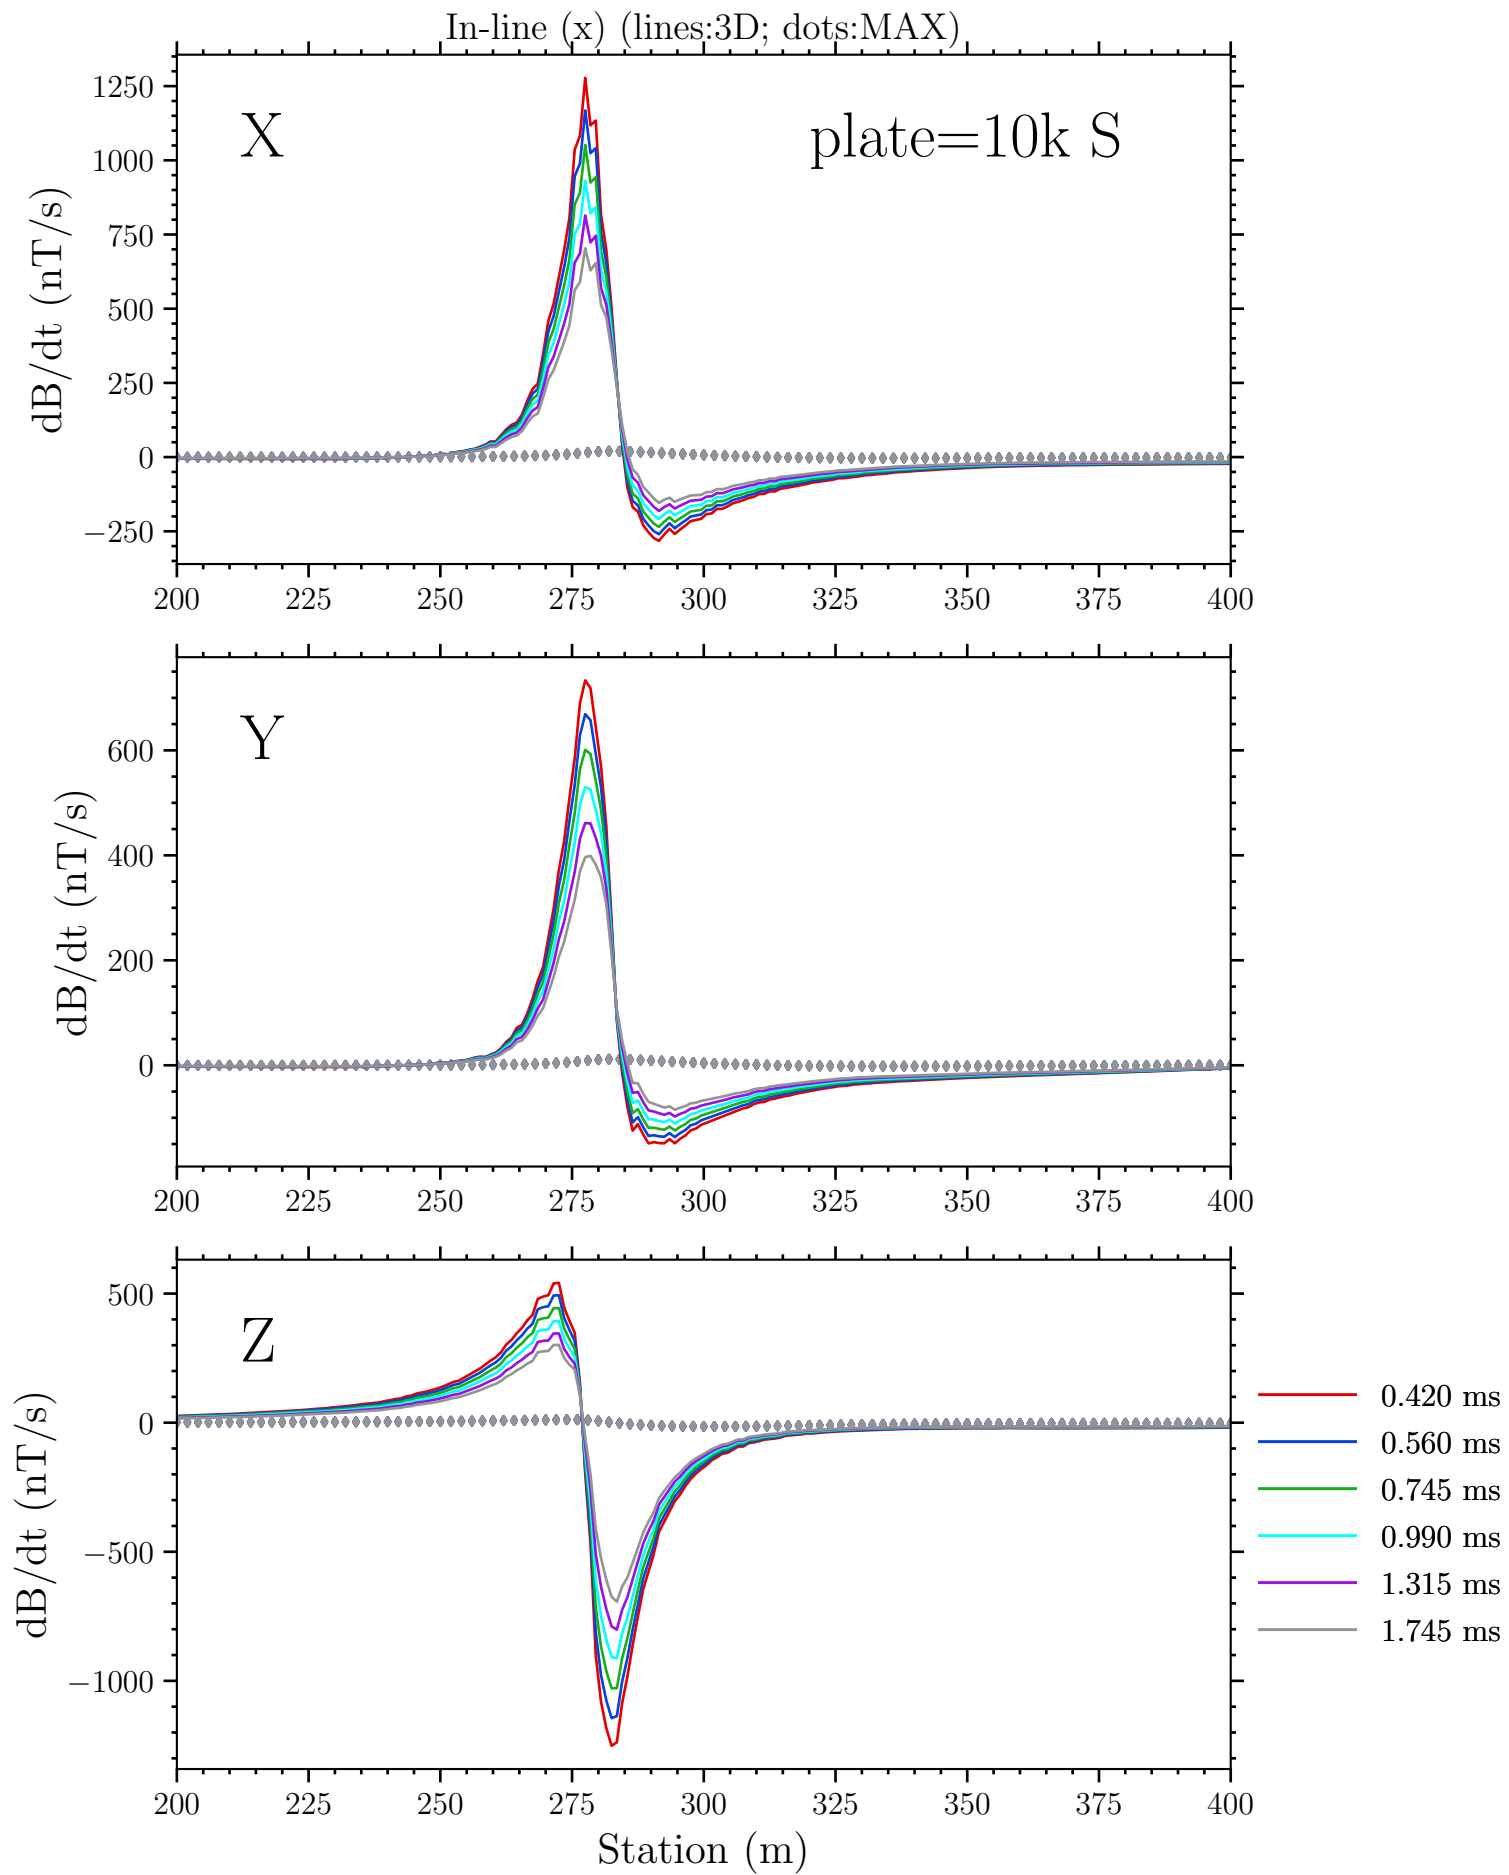 In-line (x) (lines:3D; dots:MAX)
X
plate=10k S
dB/dt (nT/s)
1250
1000
750
500
250
0
−250
200 225 250 275 300 325 350 375 400
Y
dB/dt (nT/s)
600
400
200
0
200 225 250 275 300 325 350 375 400
Z
dB/dt (nT/s)
500
0
−500
−1000
200 225 250 275 300 325 350 375 400
Station (m)
0.420 ms
0.560 ms
0.745 ms
0.990 ms
1.315 ms
1.745 ms